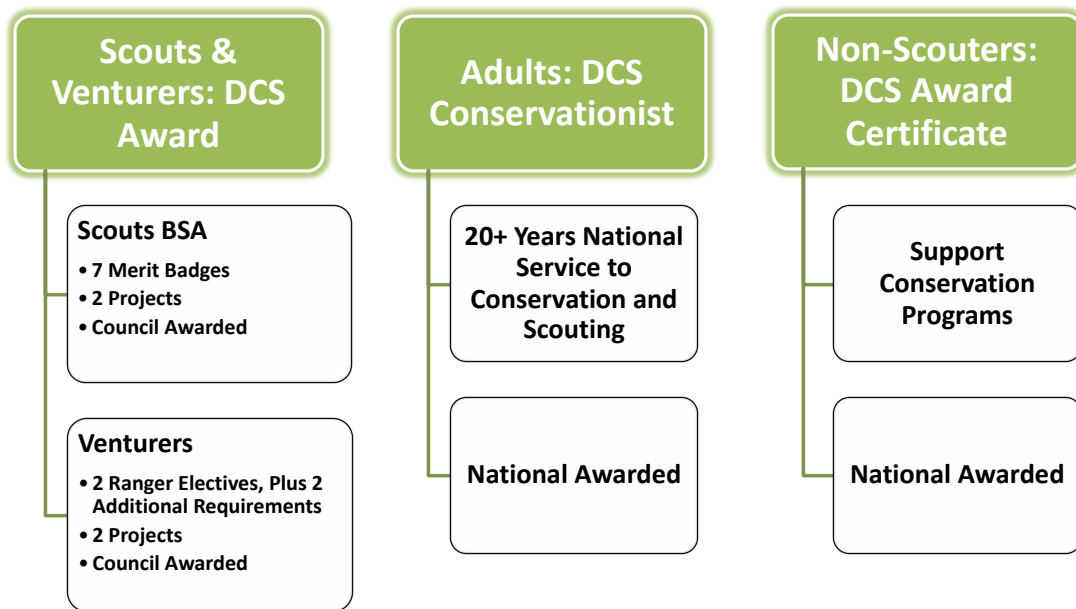 Scouts &
Venturers: DCS
Award
Scouts BSA
• 7 Merit Badges
• 2 Projects
• Council Awarded
Venturers
• 2 Ranger Electives, Plus 2
Additional Requirements
• 2 Projects
• Council Awarded
Adults: DCS
Conservationist
20+ Years National
Service to
Conservation and
Scouting
National Awarded
Non-Scouters:
DCS Award
Certificate
Support
Conservation
Programs
National Awarded